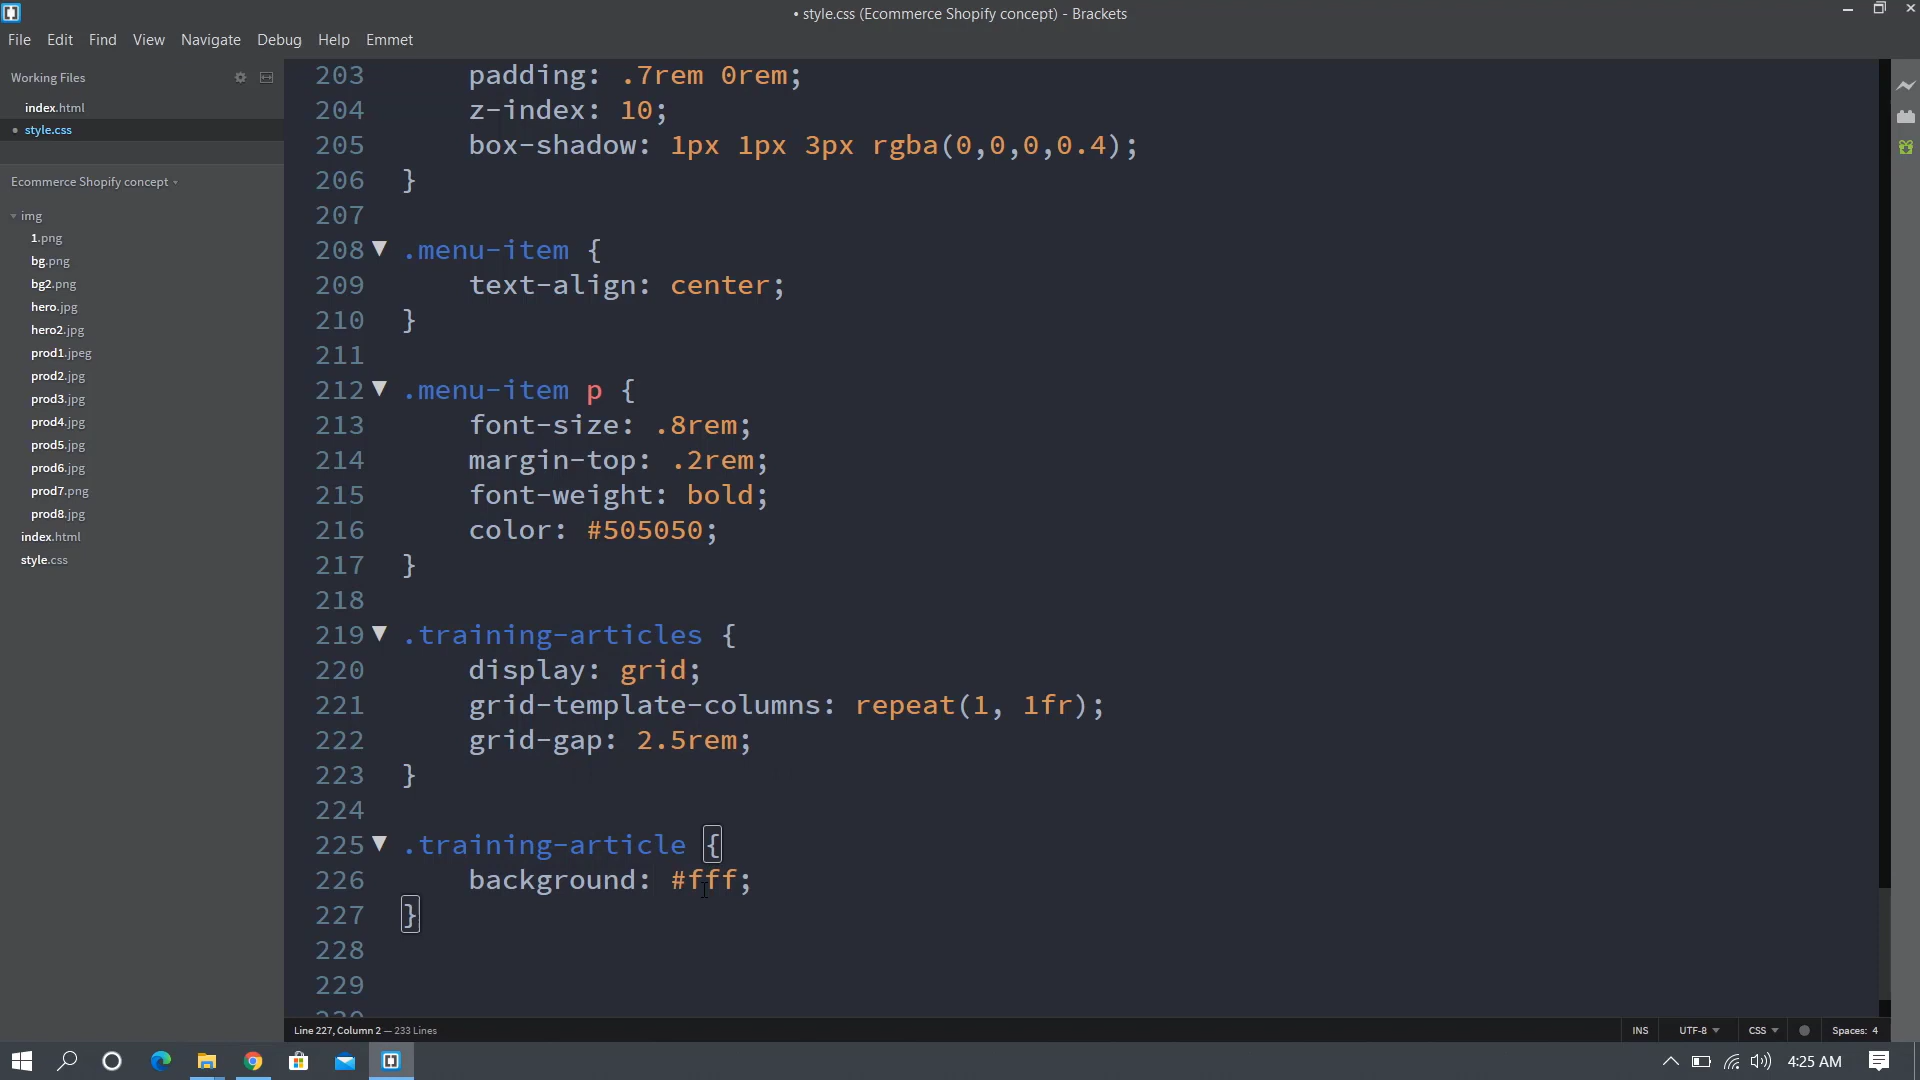 • style.css (Ecommerce Shopify concept) - Brackets
File Edit Find View Navigate Debug Help Emmet
Working Files
index.html
• style.css
Ecommerce Shopify concept
img
1.png
bg.png
bg2.png
hero.jpg
hero2.jpg
prod1.jpeg
prod2.jpg
prod3.jpg
prod4.jpg
prod5.jpg
prod6.jpg
prod7.png
prod8.jpg
index.html
style.css
203 padding: .7rem 0rem;
204 z-index: 10;
205 box-shadow: 1px 1px 3px rgba(0,0,0,0.4);
206 }
207
208 .menu-item {
209 text-align: center;
210 }
211
212 .menu-item p {
213 font-size: .8rem;
214 margin-top: .2rem;
215 font-weight: bold;
216 color: #505050;
217 }
218
219 .training-articles {
220 display: grid;
221 grid-template-columns: repeat(1, 1fr);
222 grid-gap: 2.5rem;
223 }
224
225 .training-article {
226 background: #fff;
227 }
228
229
230
Line 227, Column 2 — 233 Lines
INS UTF-8 CSS Spaces: 4
4:25 AM